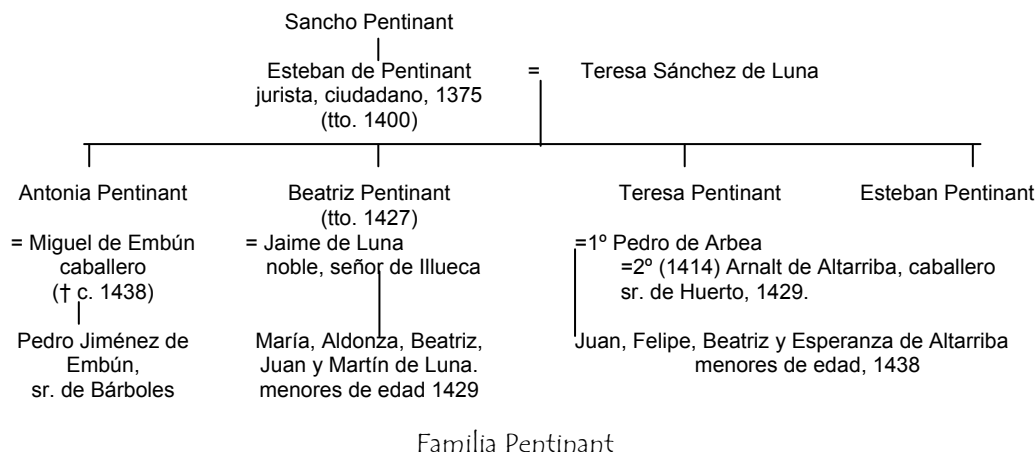 Sancho Pentinant
Esteban de Pentinant = Teresa Sánchez de Luna
jurista, ciudadano, 1375
(tto. 1400)
Antonia Pentinant
= Miguel de Embún
caballero
(† c. 1438)
Pedro Jiménez de
Embún,
sr. de Bárboles
Beatriz Pentinant
(tto. 1427)
= Jaime de Luna
noble, señor de Illueca
María, Aldonza, Beatriz,
Juan y Martín de Luna.
menores de edad 1429
Teresa Pentinant
=1º Pedro de Arbea
=2º (1414) Arnalt de Altarriba, caballero
sr. de Huerto, 1429.
Juan, Felipe, Beatriz y Esperanza de Altarriba
menores de edad, 1438
Esteban Pentinant
Familia Pentinant